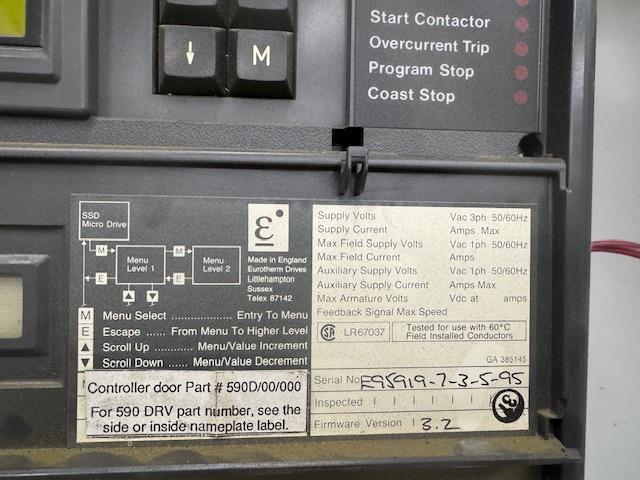 Start Contactor
Overcurrent Trip
Program Stop
Coast Stop
↓ M
SSD
Micro Drive
M
Menu
Level 1
M
Menu
Level 2
E
E
ε
Made in England
Eurotherm Drives
Littlehampton
Sussex
Telex 87142
M Menu Select .................. Entry To Menu
E Escape ..... From Menu To Higher Level
▲ Scroll Up ....... Menu/Value Increment
▼ Scroll Down ..... Menu/Value Decrement
Controller door Part # 590D/00/000
For 590 DRV part number, see the
side or inside nameplate label.
Supply Volts Vac 3ph 50/60Hz
Supply Current Amps Max
Max Field Supply Volts Vac 1ph 50/60Hz
Max Field Current Amps
Auxiliary Supply Volts Vac 1ph 50/60Hz
Auxiliary Supply Current Amps Max
Max Armature Volts Vdc at amps
Feedback Signal Max Speed
LR67037
Tested for use with 60°C
Field Installed Conductors
GA 385145
Serial No E95919-7-3-5-95
Inspected
Firmware Version 3.2